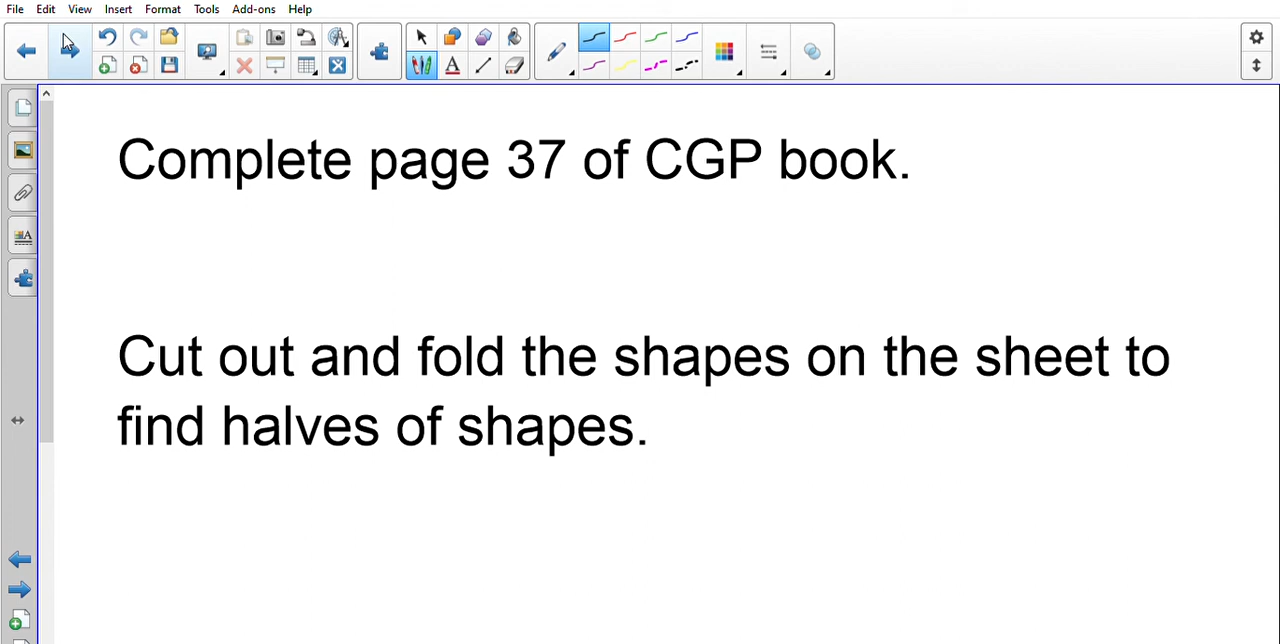 File Edit View Insert Format Tools Add-ons Help
Complete page 37 of CGP book.
Cut out and fold the shapes on the sheet to
find halves of shapes.